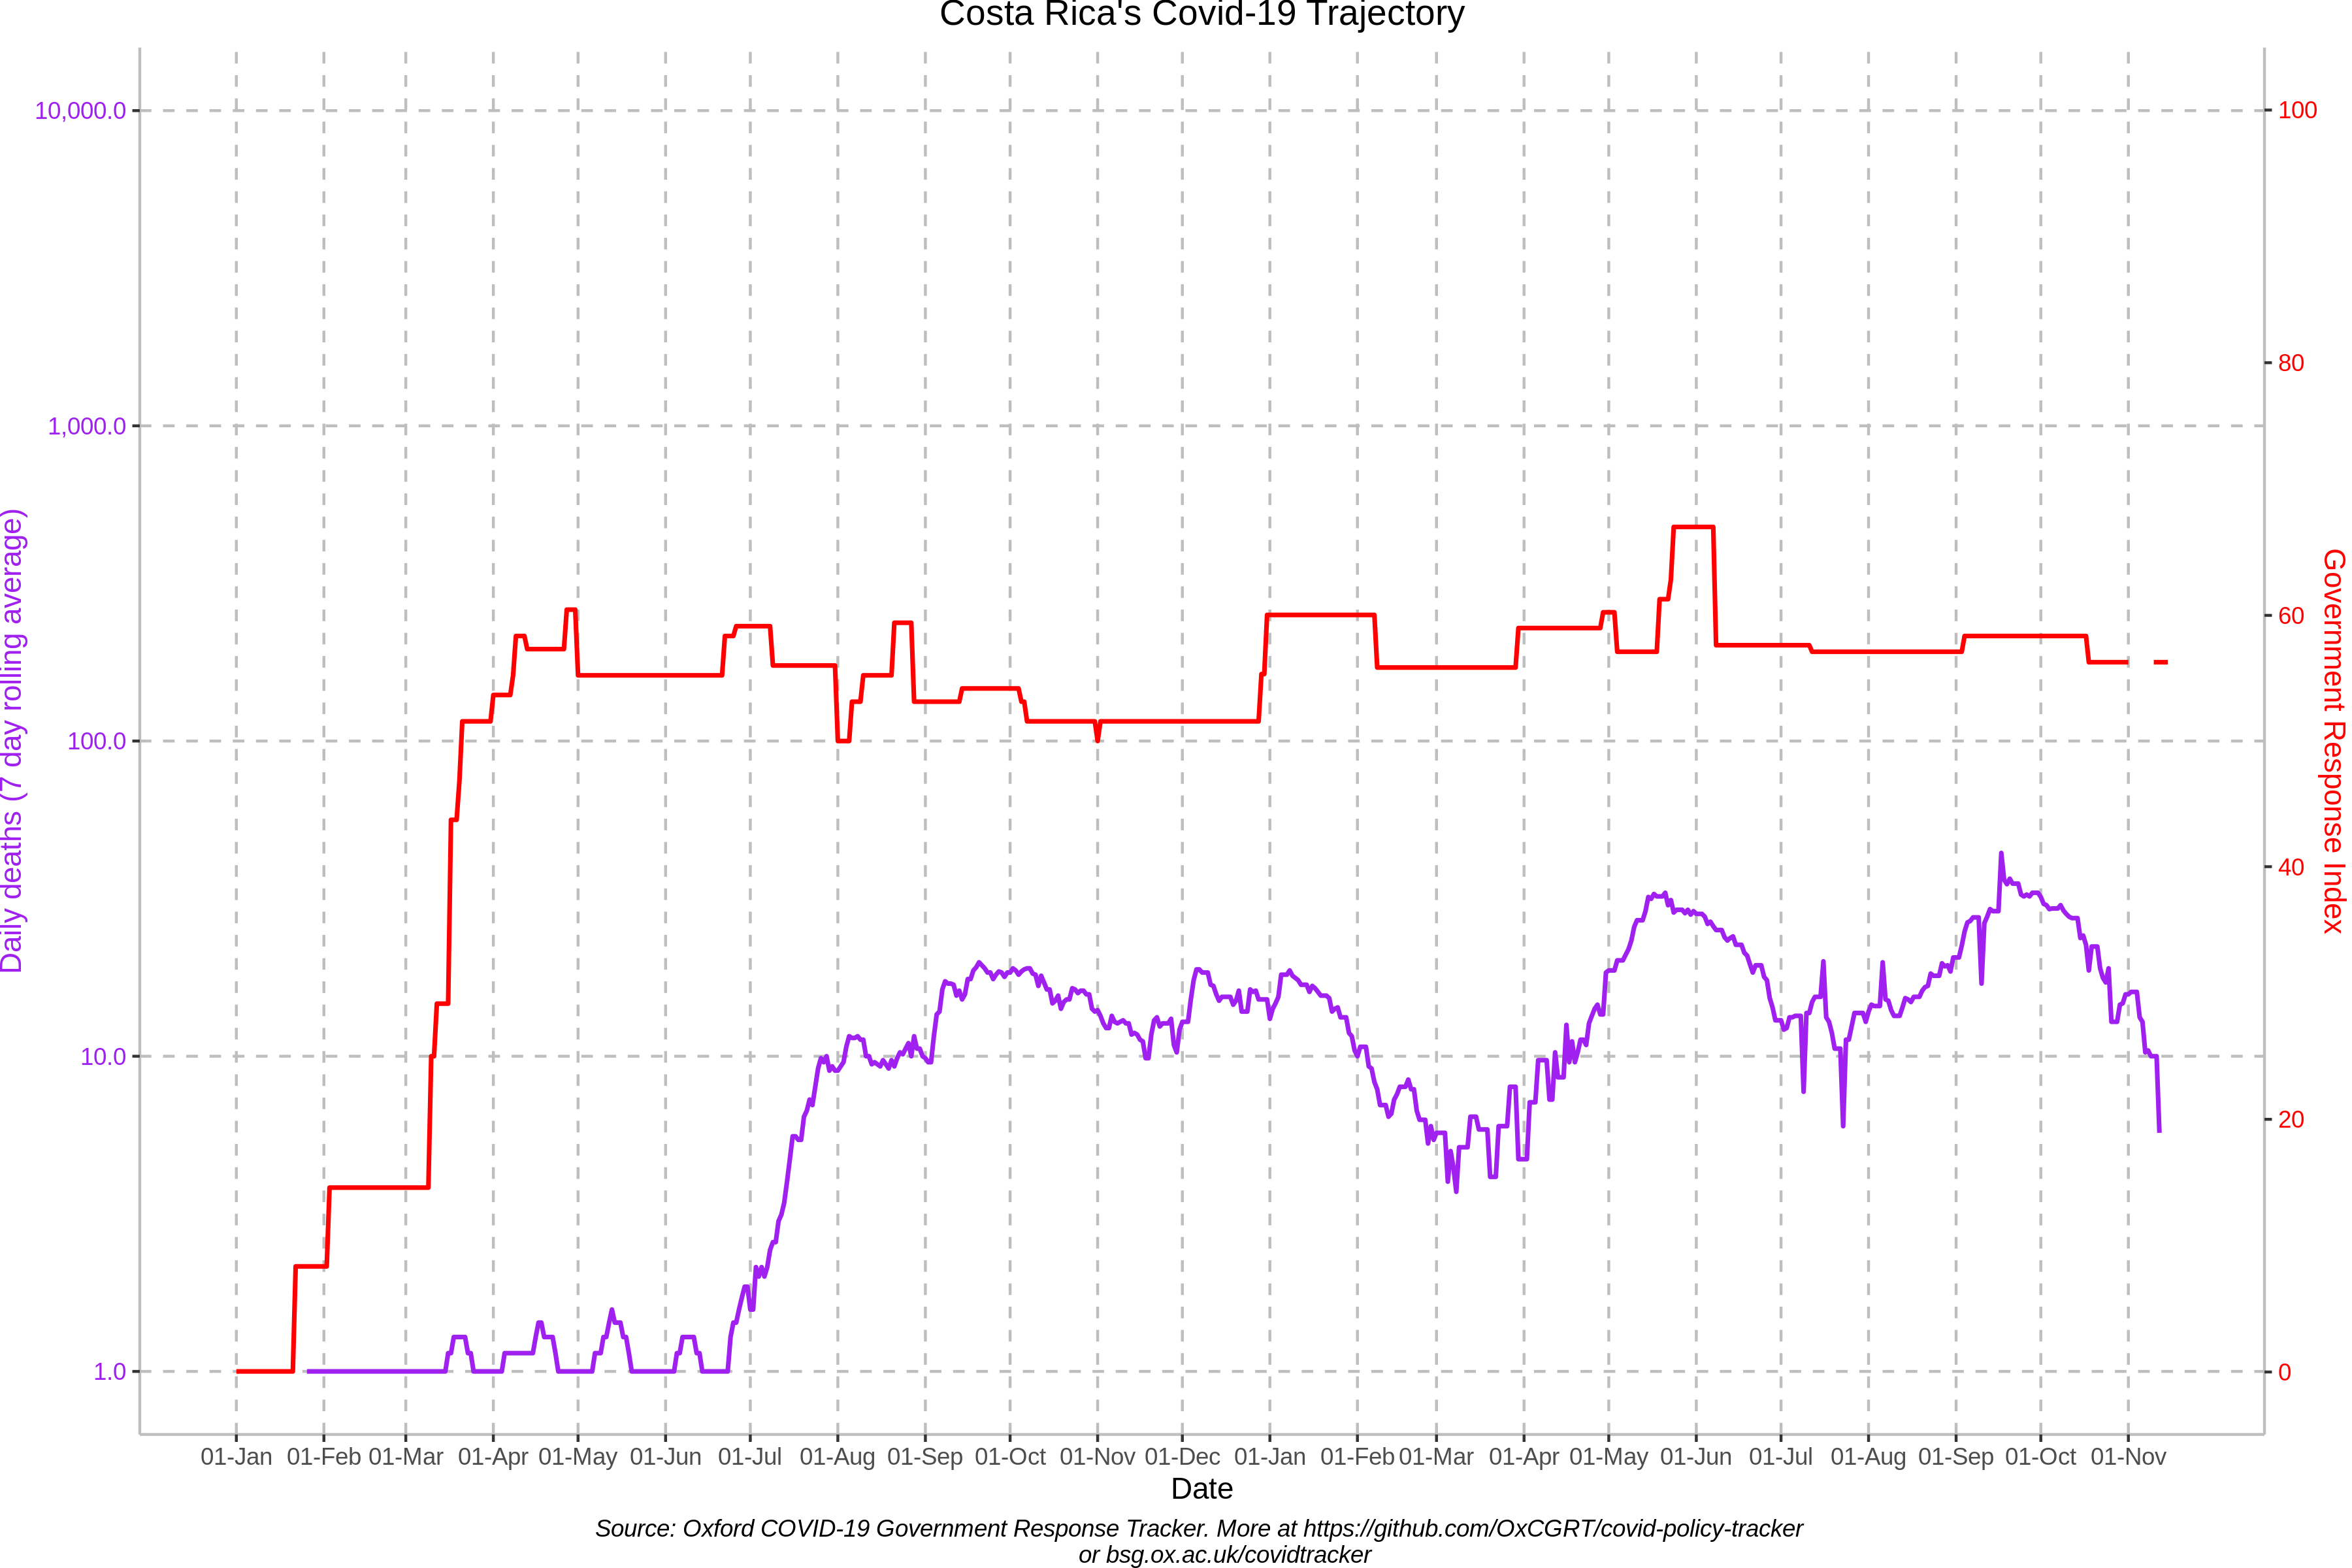 Costa Rica's Covid-19 Trajectory
10,000.0
1,000.0
100.0
10.0
1.0
Daily deaths (7 day rolling average)
100
80
60
40
20
0
Government Response Index
01-Jan 01-Feb 01-Mar 01-Apr 01-May 01-Jun 01-Jul 01-Aug 01-Sep 01-Oct 01-Nov 01-Dec 01-Jan 01-Feb 01-Mar 01-Apr 01-May 01-Jun 01-Jul 01-Aug 01-Sep 01-Oct 01-Nov
Date
Source: Oxford COVID-19 Government Response Tracker. More at https://github.com/OxCGRT/covid-policy-tracker
or bsg.ox.ac.uk/covidtracker